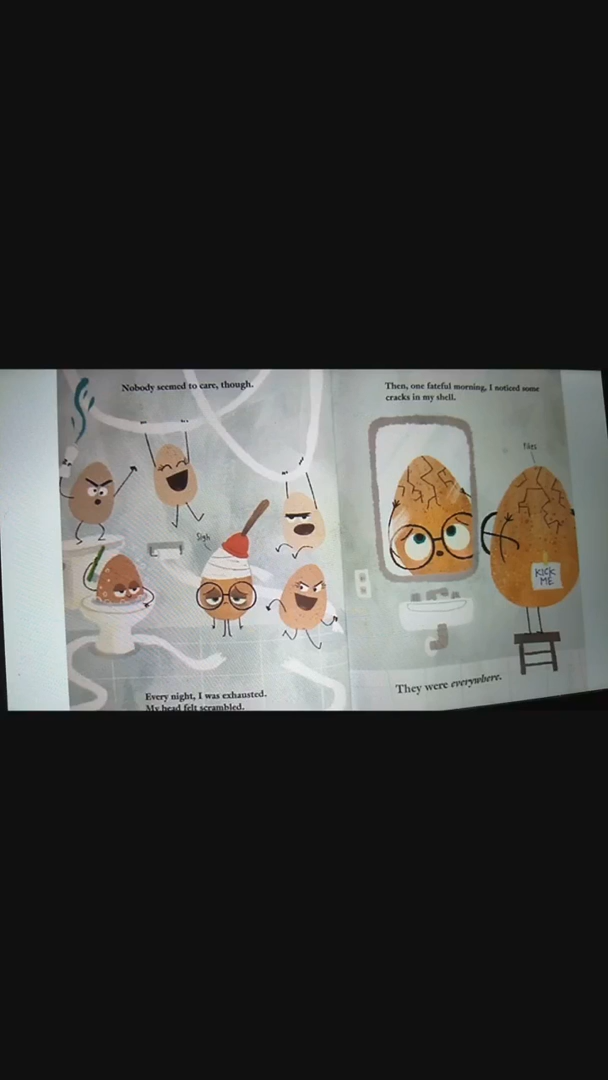 Nobody seemed to care, though.
Sigh
Every night, I was exhausted.
My head felt scrambled.
Then, one fateful morning, I noticed some
cracks in my shell.
Yikes
KICK
ME
They were everywhere.